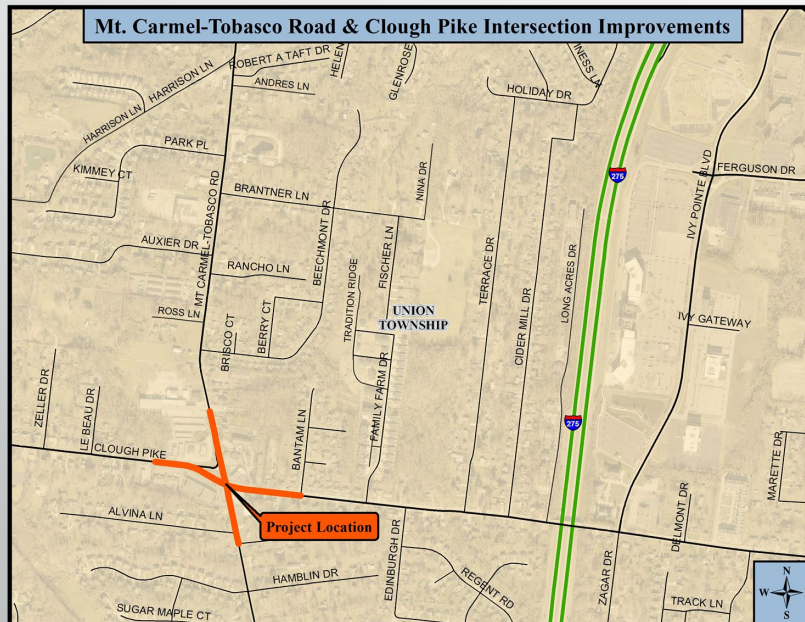 Mt. Carmel-Tobasco Road & Clough Pike Intersection Improvements
ROBERT A TAFT DR
HELEN
GLENROSE
INESS LA
HARRISON LN
HARRISON LN
ANDRES LN
HOLIDAY DR
PARK PL
KIMMEY CT
MT CARMEL-TOBASCO RD
BRANTNER LN
NINA DR
275
IVY POINTE BLVD
FERGUSON DR
AUXIER DR
RANCHO LN
BEECHMONT DR
FISCHER LN
TERRACE DR
LONG ACRES DR
ROSS LN
BRISCO CT
BERRY CT
TRADITION RIDGE
UNION
TOWNSHIP
CIDER MILL DR
IVY GATEWAY
ZELLER DR
LE BEAU DR
FAMILY FARM DR
BANTAM LN
275
CLOUGH PIKE
MARETTE DR
ALVINA LN
Project Location
EDINBURGH DR
DELMONT DR
HAMBLIN DR
REGENT RD
ZAGAR DR
TRACK LN
SUGAR MAPLE CT
N
W
E
S